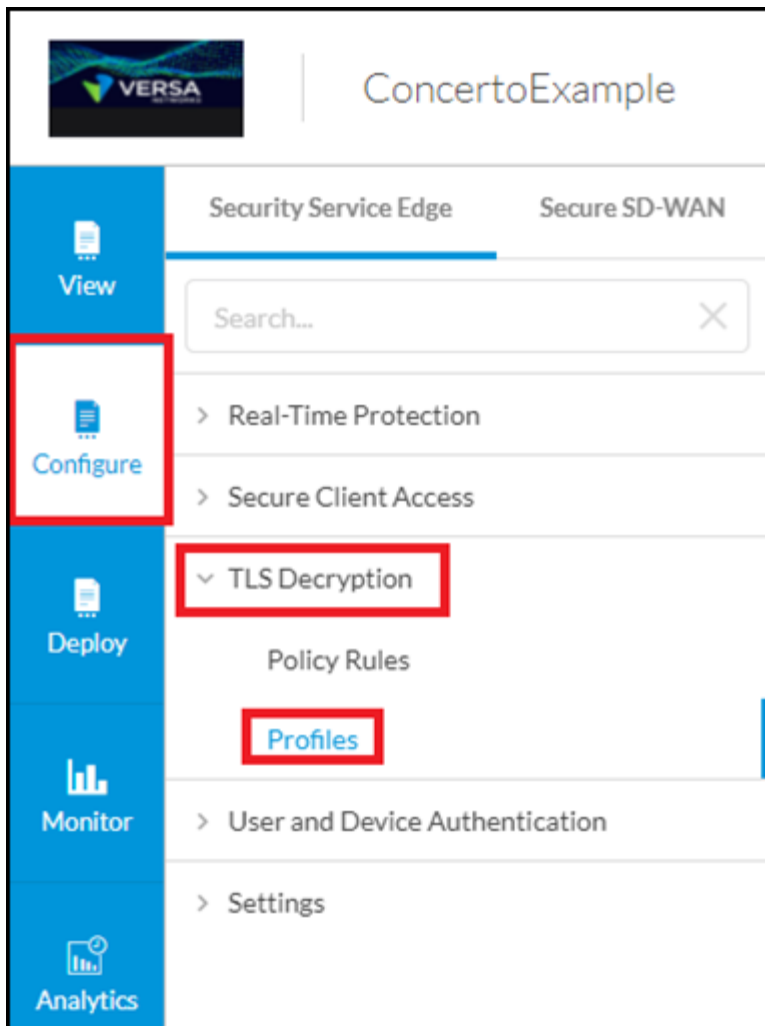 VERSA
NETWORKS
ConcertoExample
Security Service Edge
Secure SD-WAN
Search...
View
Configure
Deploy
Monitor
Analytics
Real-Time Protection
Secure Client Access
TLS Decryption
Policy Rules
Profiles
User and Device Authentication
Settings